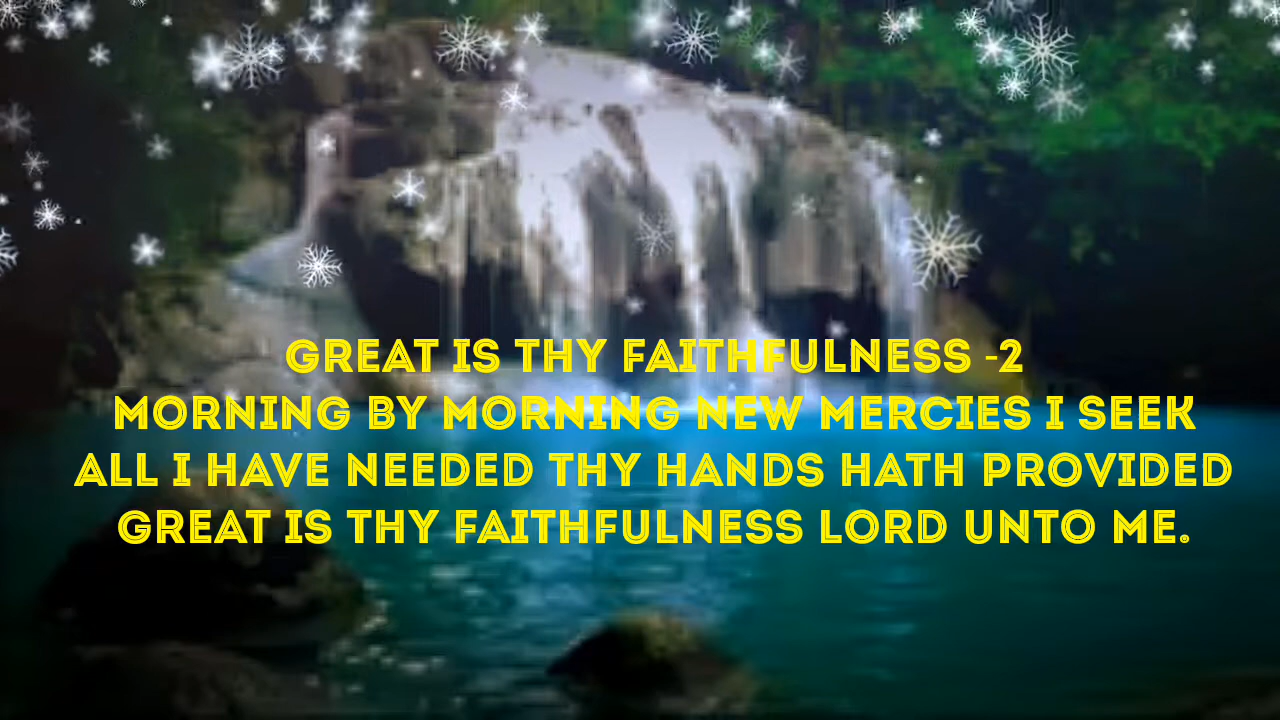 GREAT IS THY FAITHFULNESS -2
MORNING BY MORNING NEW MERCIES I SEEK
ALL I HAVE NEEDED THY HANDS HATH PROVIDED
GREAT IS THY FAITHFULNESS LORD UNTO ME.